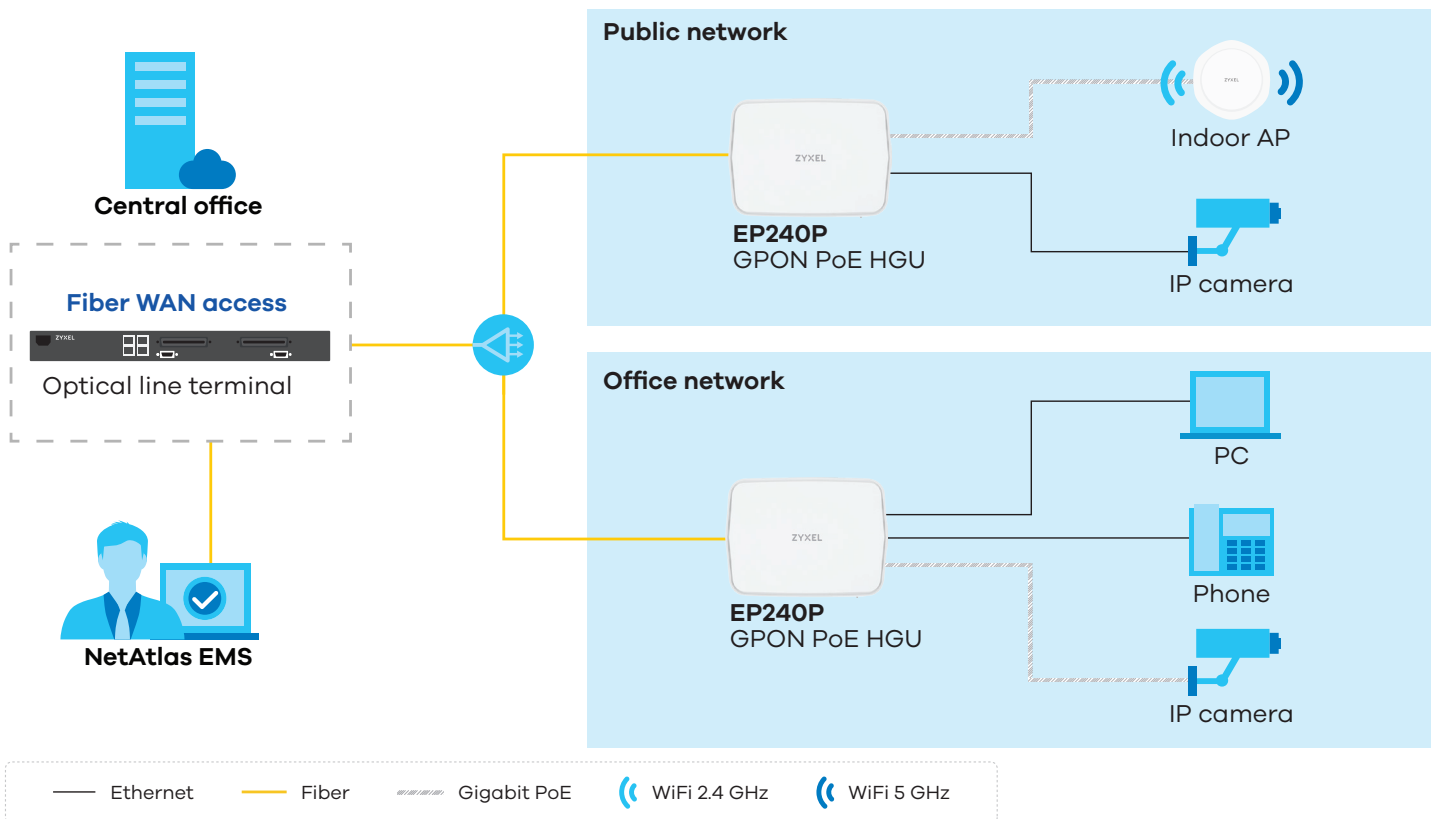 Public network
ZYXEL
Indoor AP
ZYXEL
EP240P
GPON PoE HGU
IP camera
Central office
Fiber WAN access
ZYXEL
Optical line terminal
NetAtlas EMS
Office network
PC
ZYXEL
Phone
EP240P
GPON PoE HGU
IP camera
Ethernet
Fiber
Gigabit PoE
WiFi 2.4 GHz
WiFi 5 GHz